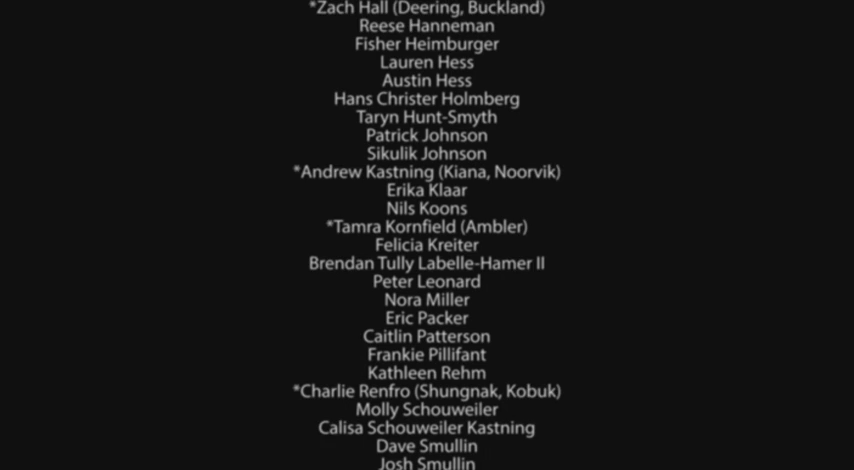 *Zach Hall (Deering, Buckland)
Reese Hanneman
Fisher Heimburger
Lauren Hess
Austin Hess
Hans Christer Holmberg
Taryn Hunt-Smyth
Patrick Johnson
Sikulik Johnson
*Andrew Kastning (Kiana, Noorvik)
Erika Klaar
Nils Koons
*Tamra Kornfield (Ambler)
Felicia Kreiter
Brendan Tully Labelle-Hamer II
Peter Leonard
Nora Miller
Eric Packer
Caitlin Patterson
Frankie Pillifant
Kathleen Rehm
*Charlie Renfro (Shungnak, Kobuk)
Molly Schouweiler
Calisa Schouweiler Kastning
Dave Smullin
Josh Smullin